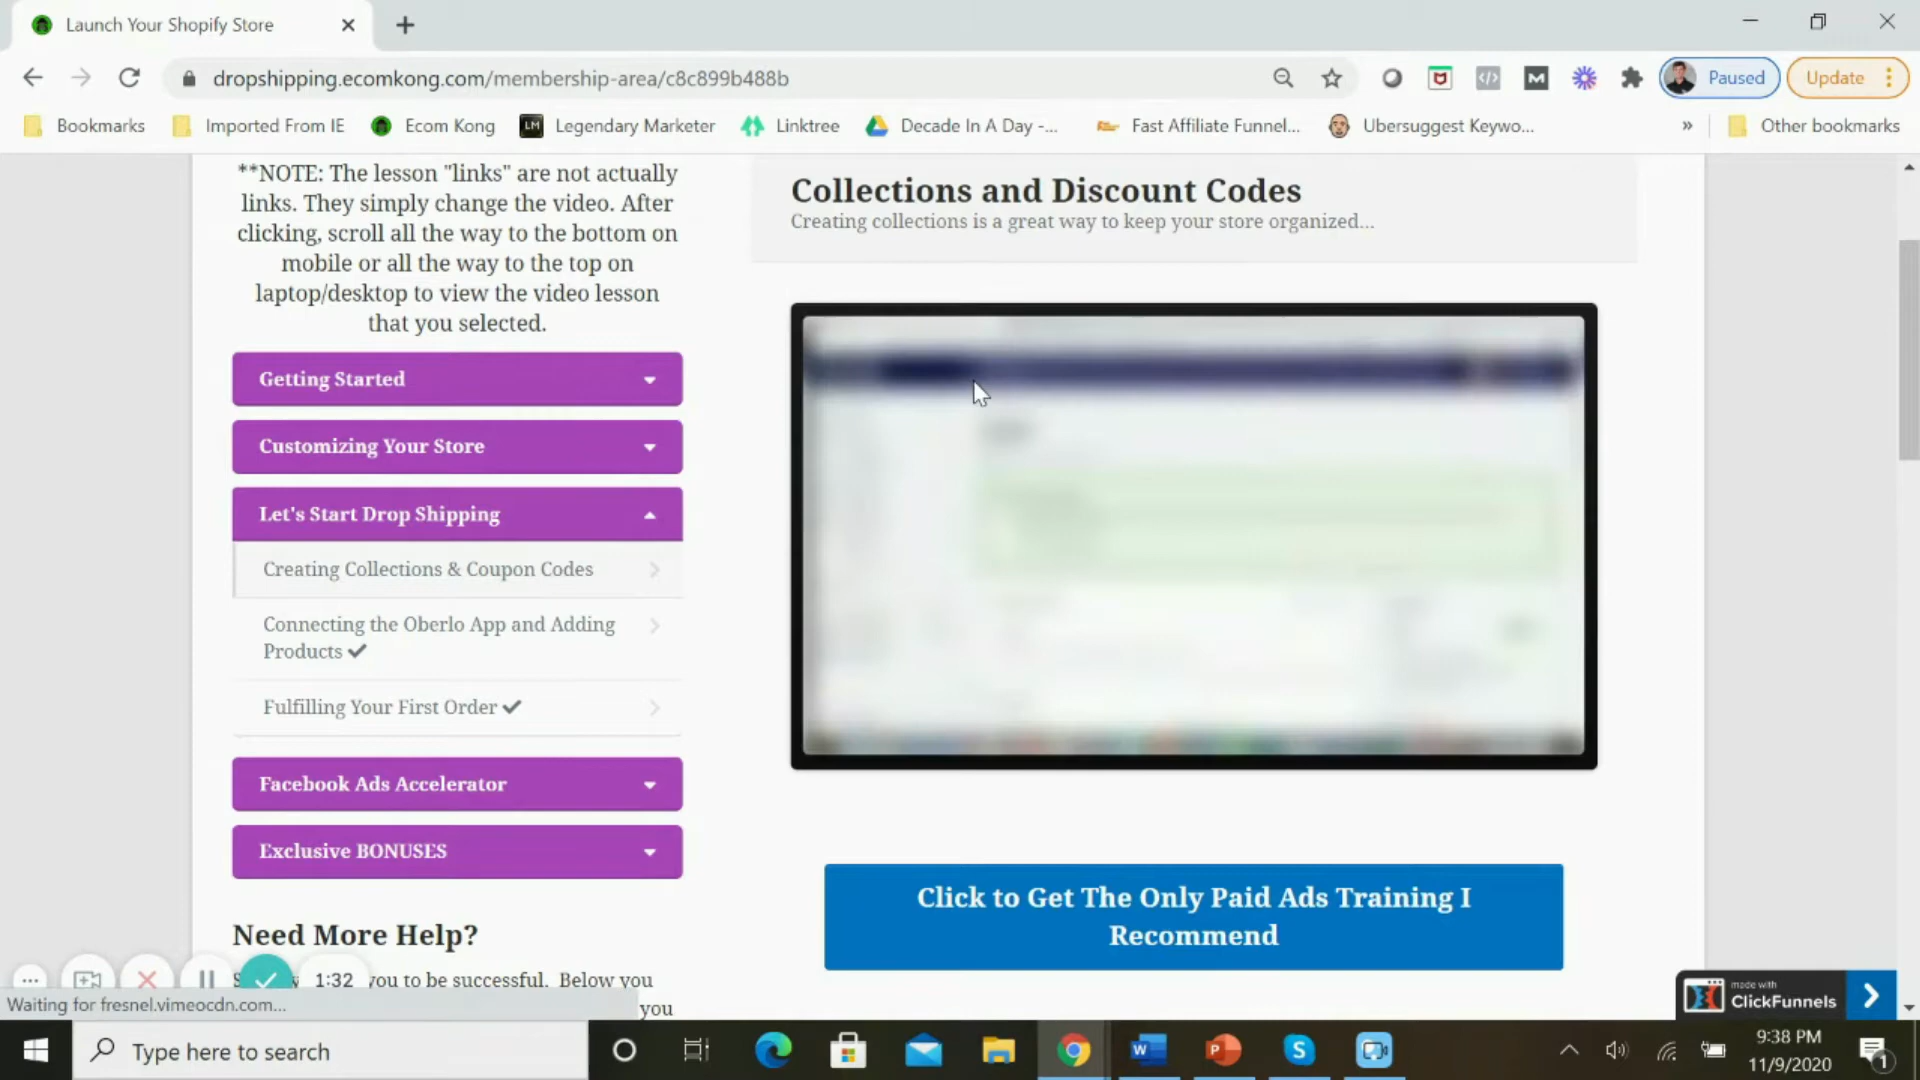 Launch Your Shopify Store
dropshipping.ecomkong.com/membership-area/c8c899b488b
Paused
Update
Bookmarks
Imported From IE
Ecom Kong
LM
Legendary Marketer
Linktree
Decade In A Day -...
Fast Affiliate Funnel...
Ubersuggest Keywo...
»
Other bookmarks
**NOTE: The lesson "links" are not actually
links. They simply change the video. After
clicking, scroll all the way to the bottom on
mobile or all the way to the top on
laptop/desktop to view the video lesson
that you selected.
Getting Started
Customizing Your Store
Let's Start Drop Shipping
Creating Collections & Coupon Codes
Connecting the Oberlo App and Adding
Products
Fulfilling Your First Order
Facebook Ads Accelerator
Exclusive BONUSES
Need More Help?
1:32
you to be successful. Below you
you
Waiting for fresnel.vimeocdn.com...
Collections and Discount Codes
Creating collections is a great way to keep your store organized...
Click to Get The Only Paid Ads Training I
Recommend
made with
ClickFunnels
Type here to search
9:38 PM
11/9/2020
1